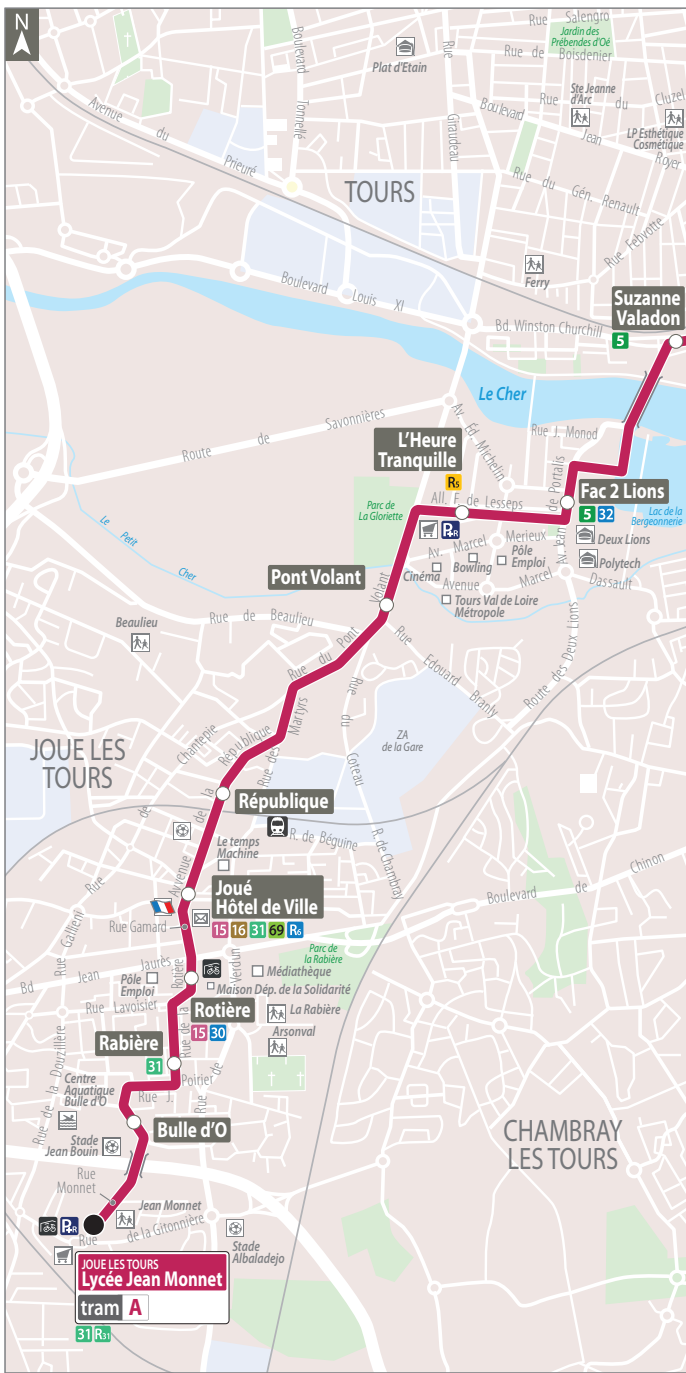 N
Rue Salengro
Jardin des
Prébendes d'Oé
Rue de Boisdenier
Boulevard
Tonnellé
Plat d'Etain
Rue
Giraudeau
Ste Jeanne
d'Arc
Rue du Cluzel
LP Esthétique
Cosmétique
Boulevard Jean Royer
Avenue du Prieuré
Rue du Gén. Renault
TOURS
Rue Febvotte
Ferry
Boulevard Louis XI
Suzanne
Valadon
5
Bd. Winston Churchill
Le Cher
Route de Savonnières
Av. Ed. Michelin
Rue J. Monod
L'Heure
Tranquille
R5
Av. Jean de Portalis
All. F. de Lesseps
Fac 2 Lions
5 32
Lac de la
Bergeonnerie
Parc de
La Gloriette
P+R
Le Petit Cher
Av. Marcel Merieux
Deux Lions
Pôle
Emploi
Bowling
Cinéma
Polytech
Avenue Marcel Dassault
Pont Volant
Tours Val de Loire
Métropole
Rue de Beaulieu
Beaulieu
Rue du Pont Volant
Rue Edouard Branly
Route des Deux Lions
Rue du Coteau
ZA
de la Gare
Rue des Martyrs
JOUE LES
TOURS
Rue de Chantepie
République
R. de Béguine
R. de Chambray
Le temps
Machine
Avvenue de la République
Boulevard de Chinon
Joué
Hôtel de Ville
15 16 31 69 R6
Rue Gamard
Rue Gallieni
Parc de
la Rabière
Bd Jean Jaurès
Verdun
Médiathèque
Pôle
Emploi
Rotière
Maison Dép. de la Solidarité
Rue Lavoisier
Rue de la
Rotière
15 30
La Rabière
Arsonval
Rabière
31
Rue de la Douzillère
Centre
Aquatique
Bulle d'O
Rue J. Poirier
Rue de
Bulle d'O
CHAMBRAY
LES TOURS
Stade
Jean Bouin
Rue
Monnet
Jean Monnet
P+R
Rue de la Gitonnière
Stade
Albaladejo
JOUE LES TOURS
Lycée Jean Monnet
tram A
31 R31